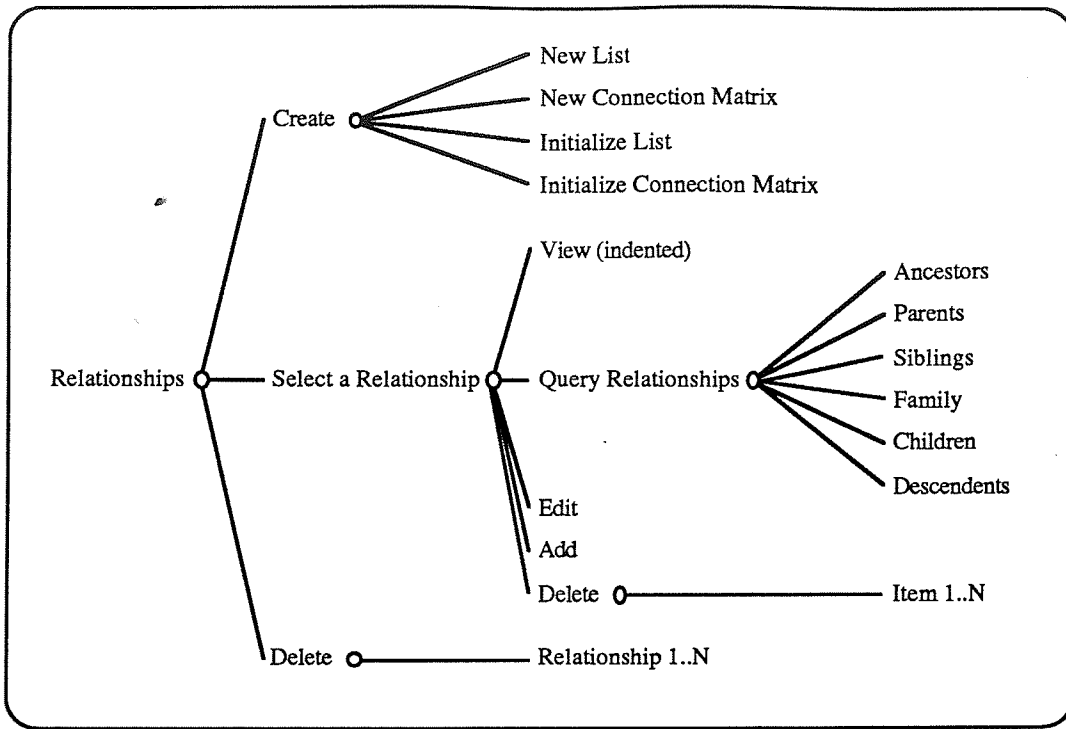 New List
New Connection Matrix
Create
Initialize List
Initialize Connection Matrix
View (indented)
Ancestors
Parents
Siblings
Relationships
Select a Relationship
Query Relationships
Family
Children
Descendents
Edit
Add
Delete
Item 1..N
Delete
Relationship 1..N